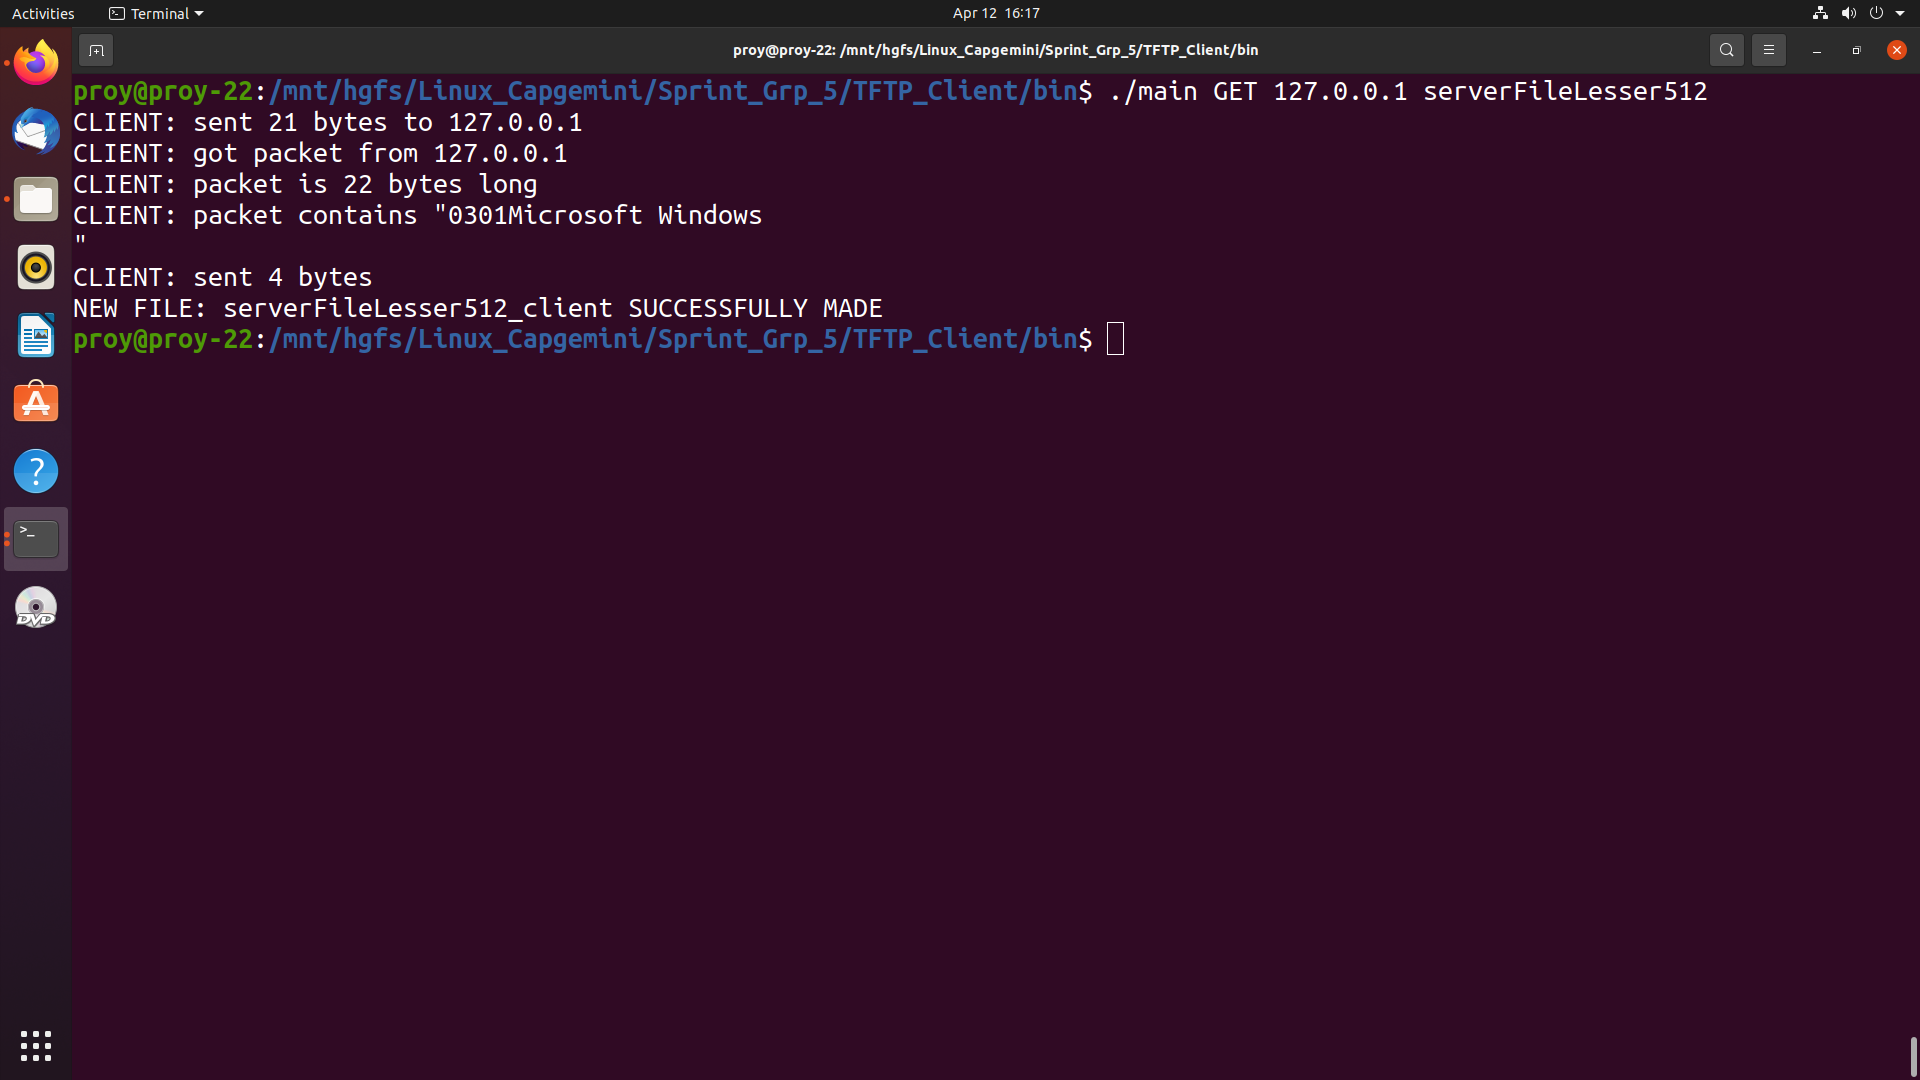 Activities
Terminal
Apr 12 16:17
proy@proy-22: /mnt/hgfs/Linux_Capgemini/Sprint_Grp_5/TFTP_Client/bin
proy@proy-22:/mnt/hgfs/Linux_Capgemini/Sprint_Grp_5/TFTP_Client/bin$ ./main GET 127.0.0.1 serverFileLesser512
CLIENT: sent 21 bytes to 127.0.0.1
CLIENT: got packet from 127.0.0.1
CLIENT: packet is 22 bytes long
CLIENT: packet contains "0301Microsoft Windows
"
CLIENT: sent 4 bytes
NEW FILE: serverFileLesser512_client SUCCESSFULLY MADE
proy@proy-22:/mnt/hgfs/Linux_Capgemini/Sprint_Grp_5/TFTP_Client/bin$
?
>_
DVD